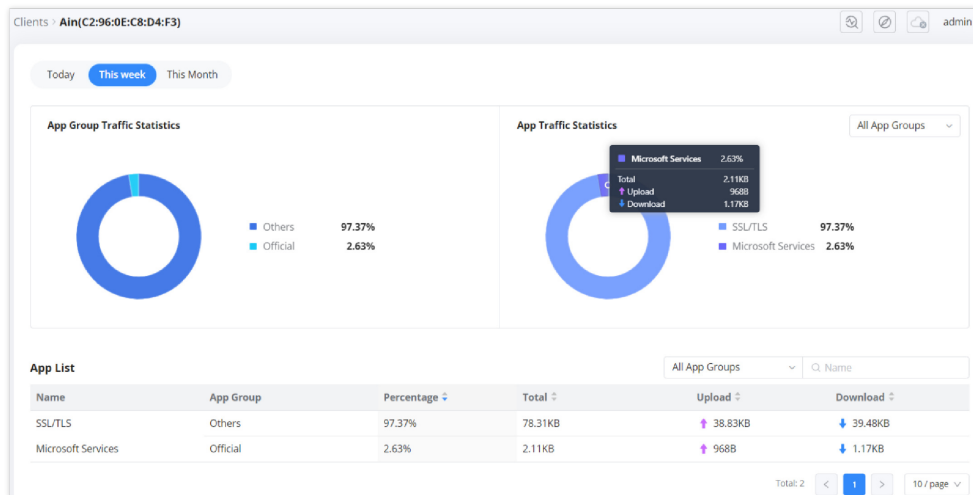 Clients > Ain(C2:96:0E:C8:D4:F3) admin
Today This week This Month
App Group Traffic Statistics
Others 97.37%
Official 2.63%
App Traffic Statistics All App Groups
Microsoft Services 2.63%
Total 2.11KB
Upload 968B
Download 1.17KB
SSL/TLS 97.37%
Microsoft Services 2.63%
App List All App Groups Name
Name App Group Percentage Total Upload Download
SSL/TLS Others 97.37% 78.31KB 38.83KB 39.48KB
Microsoft Services Official 2.63% 2.11KB 968B 1.17KB
Total: 2 < 1 > 10 / page